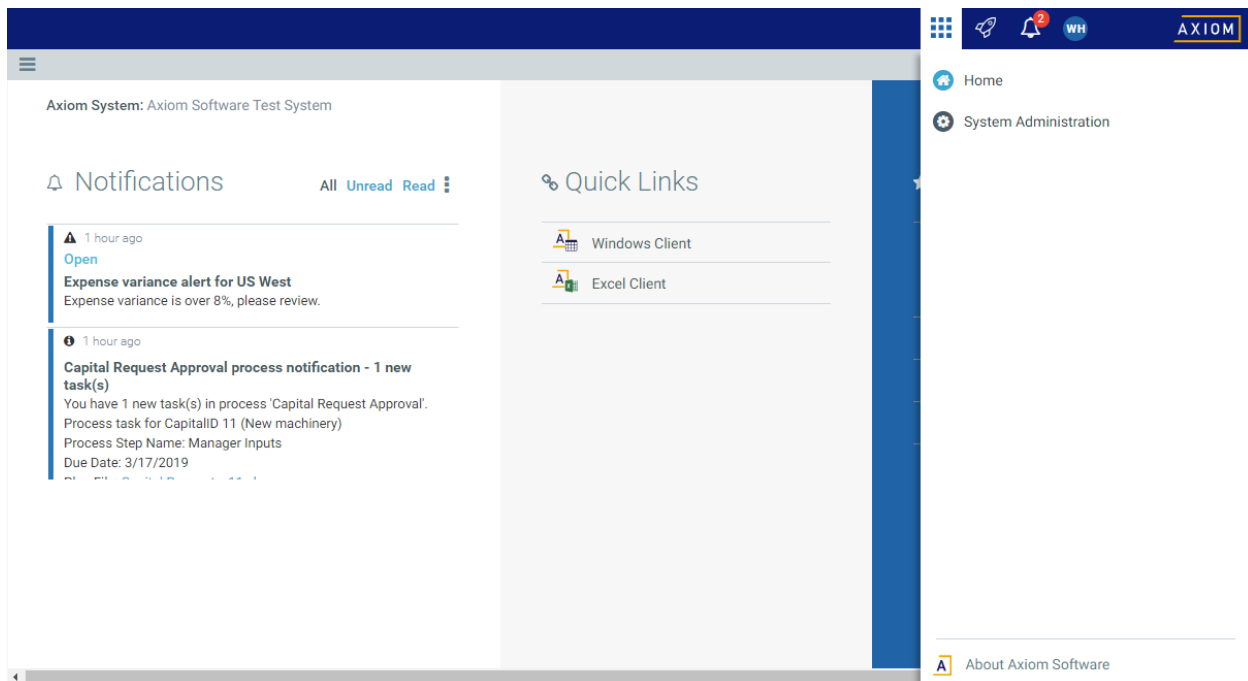 2
WH
AXIOM
Axiom System: Axiom Software Test System
Notifications
All Unread Read
1 hour ago
Open
Expense variance alert for US West
Expense variance is over 8%, please review.
1 hour ago
Capital Request Approval process notification - 1 new
task(s)
You have 1 new task(s) in process 'Capital Request Approval'.
Process task for CapitalID 11 (New machinery)
Process Step Name: Manager Inputs
Due Date: 3/17/2019
Quick Links
A
Windows Client
A
Excel Client
Home
System Administration
A
About Axiom Software